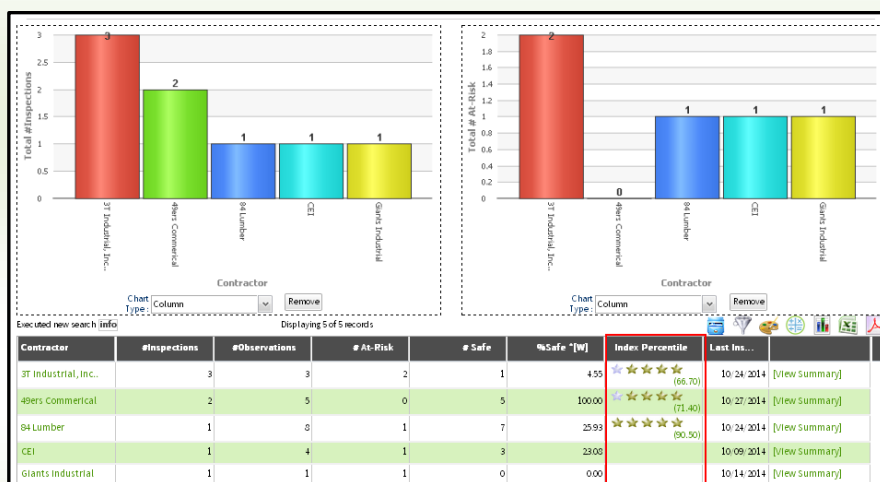 3
2.5
2
1.5
1
0.5
0
Total #Inspections
3
2
1
1
1
3T Industrial, Inc..
49ers Commerical
84 Lumber
CEI
Giants Industrial
Contractor
Chart Type: Column Remove
2
1.8
1.6
1.4
1.2
1
0.8
0.6
0.4
0.2
0
Total # At-Risk
2
0
1
1
1
3T Industrial, Inc..
49ers Commerical
84 Lumber
CEI
Giants Industrial
Contractor
Chart Type: Column Remove
Executed new search info Displaying 5 of 5 records
Contractor #Inspections #Observations # At-Risk # Safe %Safe ^[W] Index Percentile Last Ins...
3T Industrial, Inc.. 3 3 2 1 4.55 (66.70) 10/24/2014 [View Summary]
49ers Commerical 2 5 0 5 100.00 (71.40) 10/27/2014 [View Summary]
84 Lumber 1 8 1 7 25.93 (90.50) 10/24/2014 [View Summary]
CEI 1 4 1 3 23.08 10/09/2014 [View Summary]
Giants Industrial 1 1 1 0 0.00 10/14/2014 [View Summary]